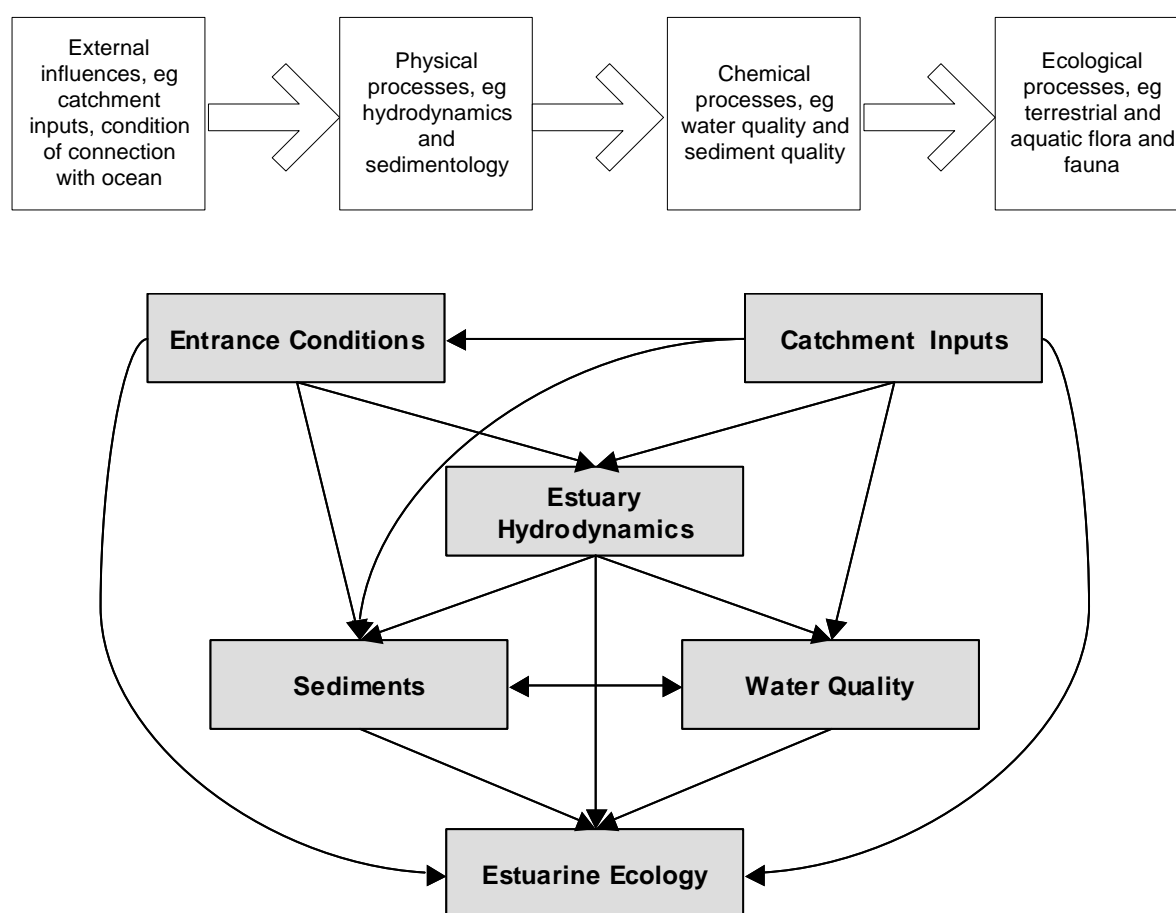 External
influences, eg
catchment
inputs, condition
of connection
with ocean
Physical
processes, eg
hydrodynamics
and
sedimentology
Chemical
processes, eg
water quality and
sediment quality
Ecological
processes, eg
terrestrial and
aquatic flora and
fauna
Entrance Conditions
Catchment Inputs
Estuary
Hydrodynamics
Sediments
Water Quality
Estuarine Ecology